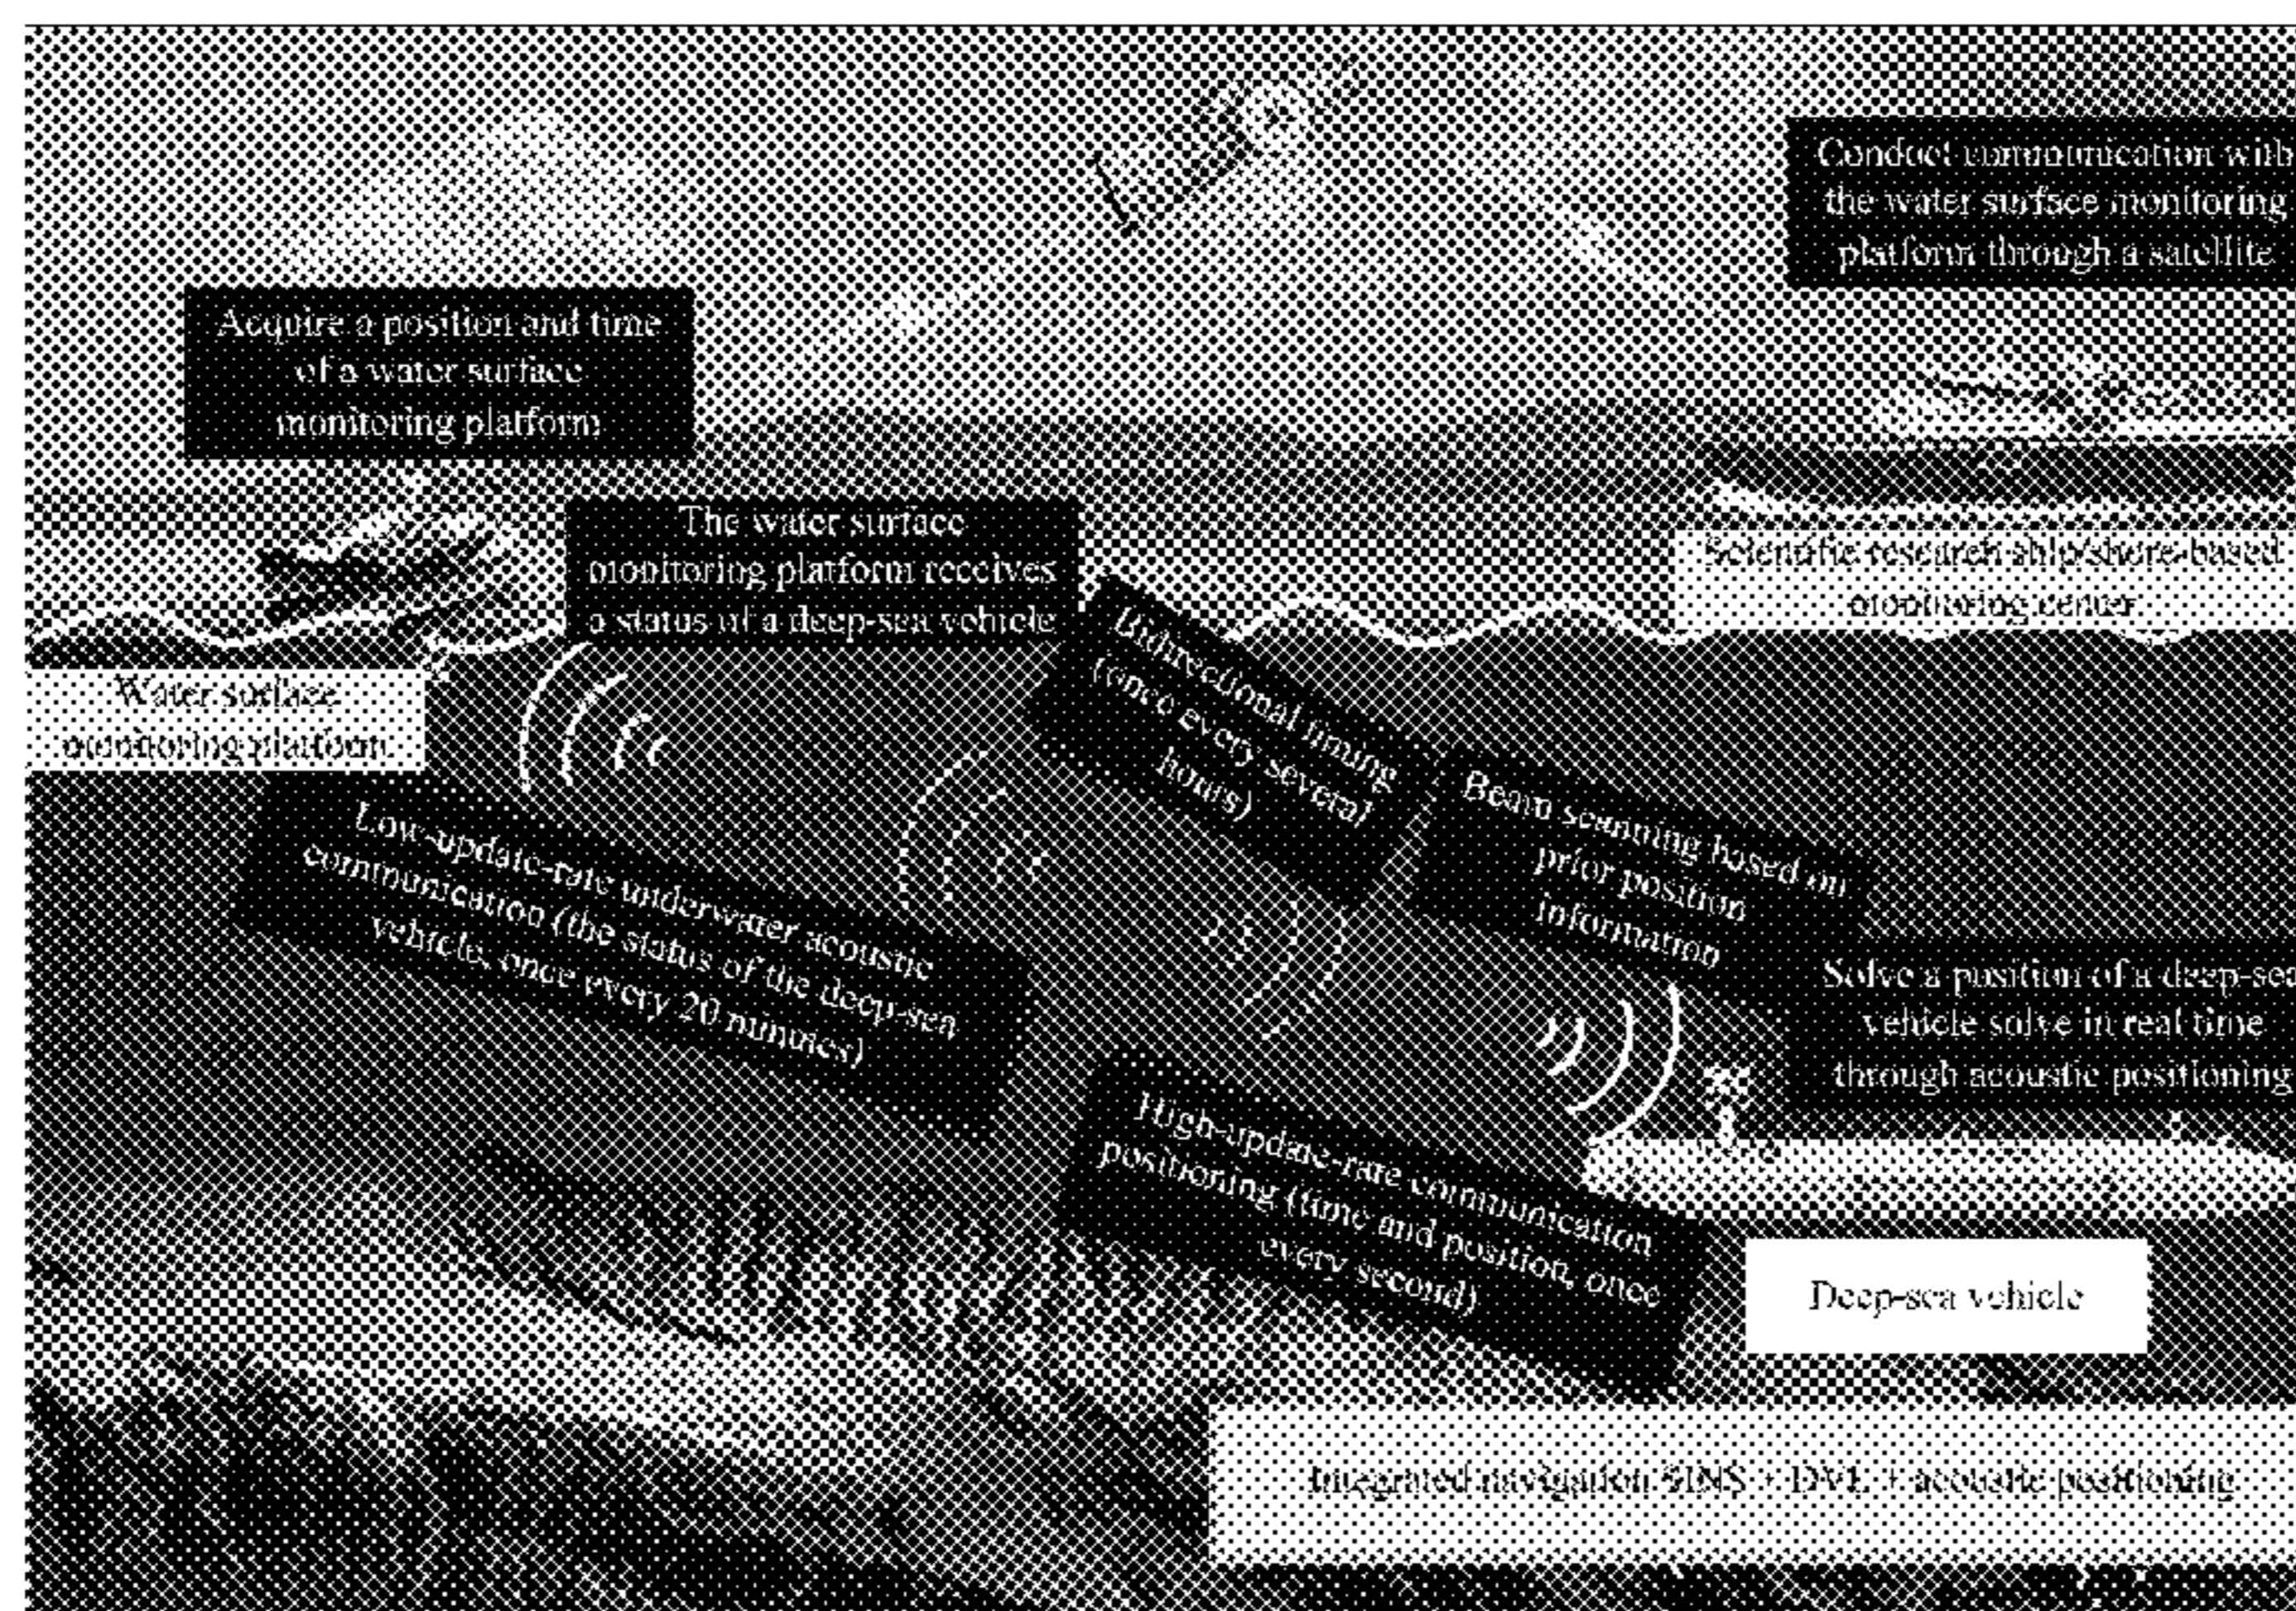 Conduct communication with
the water surface monitoring
platform through a satellite
Acquire a position and time
of a water surface
monitoring platform
The water surface
monitoring platform receives
a status of a deep-sea vehicle
Scientific research ship/shore-based
monitoring center
Water surface
monitoring platform
Bidirectional timing
(once every several
hours)
Beam scanning based on
prior position
information
Low-update-rate underwater acoustic
communication (the status of the deep-sea
vehicle, once every 20 minutes)
Solve a position of a deep-sea
vehicle solve in real time
through acoustic positioning
High-update-rate communication
positioning (time and position, once
every second)
Deep-sea vehicle
Integrated navigation SINS + DVL + acoustic positioning